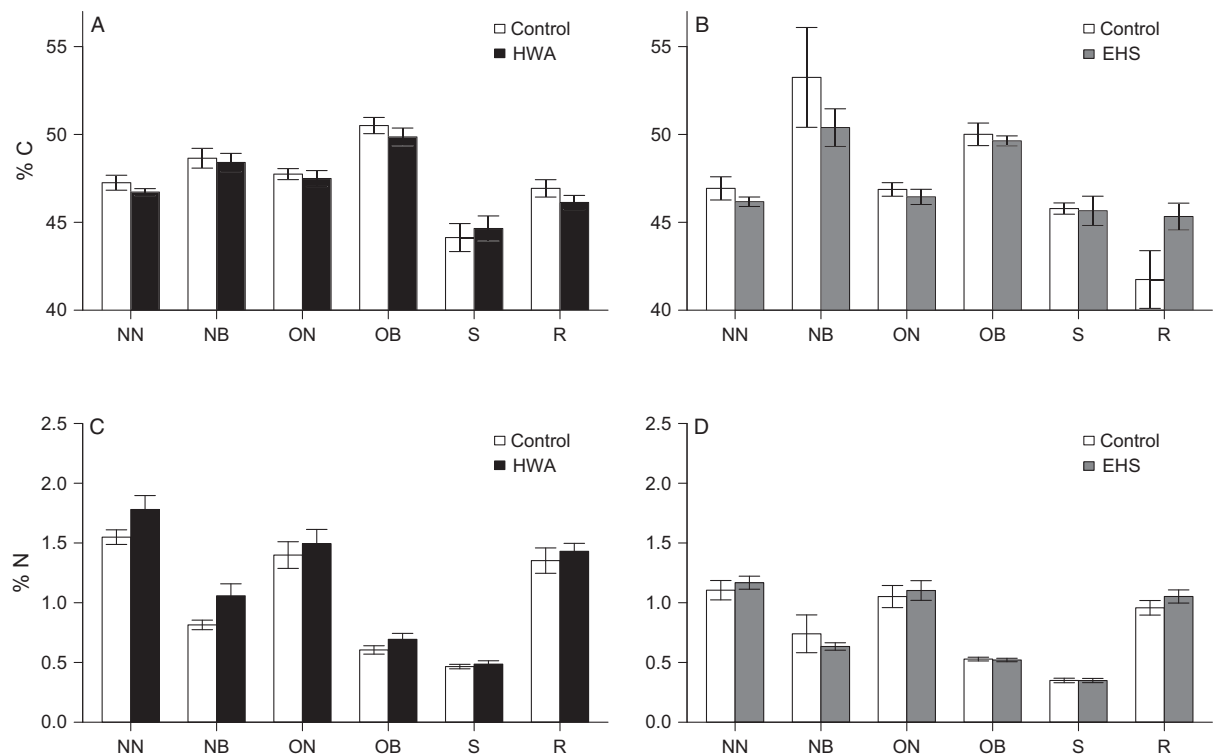 A
Control
HWA
55
50
45
40
% C
NN NB ON OB S R
B
Control
EHS
55
50
45
40
NN NB ON OB S R
C
Control
HWA
2.5
2.0
1.5
1.0
0.5
0.0
% N
NN NB ON OB S R
D
Control
EHS
2.5
2.0
1.5
1.0
0.5
0.0
NN NB ON OB S R